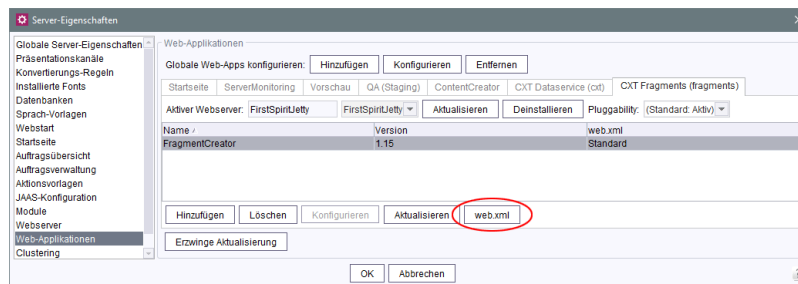 Server-Eigenschaften
Globale Server-Eigenschaften
Präsentationskanäle
Konvertierungs-Regeln
Installierte Fonts
Datenbanken
Sprach-Vorlagen
Webstart
Startseite
Auftragsübersicht
Auftragsverwaltung
Aktionsvorlagen
JAAS-Konfiguration
Module
Webserver
Web-Applikationen
Clustering
Web-Applikationen
Globale Web-Apps konfigurieren: Hinzufügen Konfigurieren Entfernen
Startseite ServerMonitoring Vorschau QA (Staging) ContentCreator CXT Dataservice (cxt) CXT Fragments (fragments)
Aktiver Webserver: FirstSpiritJetty FirstSpiritJetty Aktualisieren Deinstallieren Pluggability: (Standard: Aktiv)
Name Version web.xml
FragmentCreator 1.15 Standard
Hinzufügen Löschen Konfigurieren Aktualisieren web.xml
Erzwinge Aktualisierung
OK Abbrechen